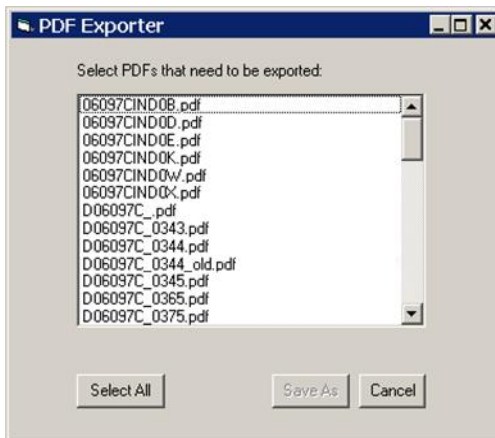 PDF Exporter
Select PDFs that need to be exported:
06097CIND0B.pdf
06097CIND0D.pdf
06097CIND0E.pdf
06097CIND0K.pdf
06097CIND0W.pdf
06097CIND0X.pdf
D06097C_.pdf
D06097C_0343.pdf
D06097C_0344.pdf
D06097C_0344_old.pdf
D06097C_0345.pdf
D06097C_0365.pdf
D06097C_0375.pdf
Select All Save As Cancel